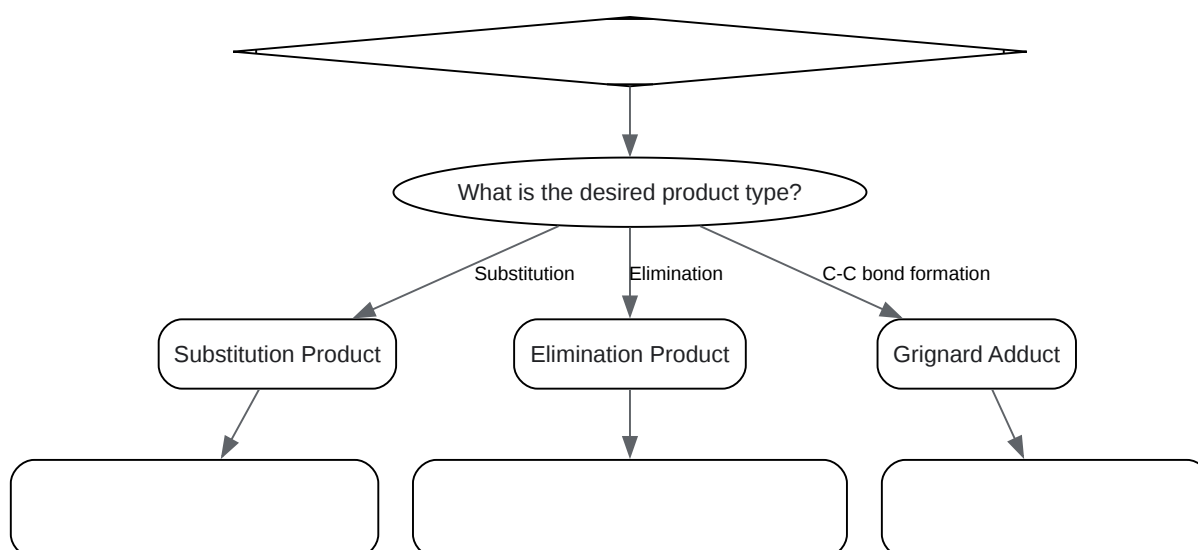 What is the desired product type?
Substitution
Elimination
C-C bond formation
Substitution Product
Elimination Product
Grignard Adduct